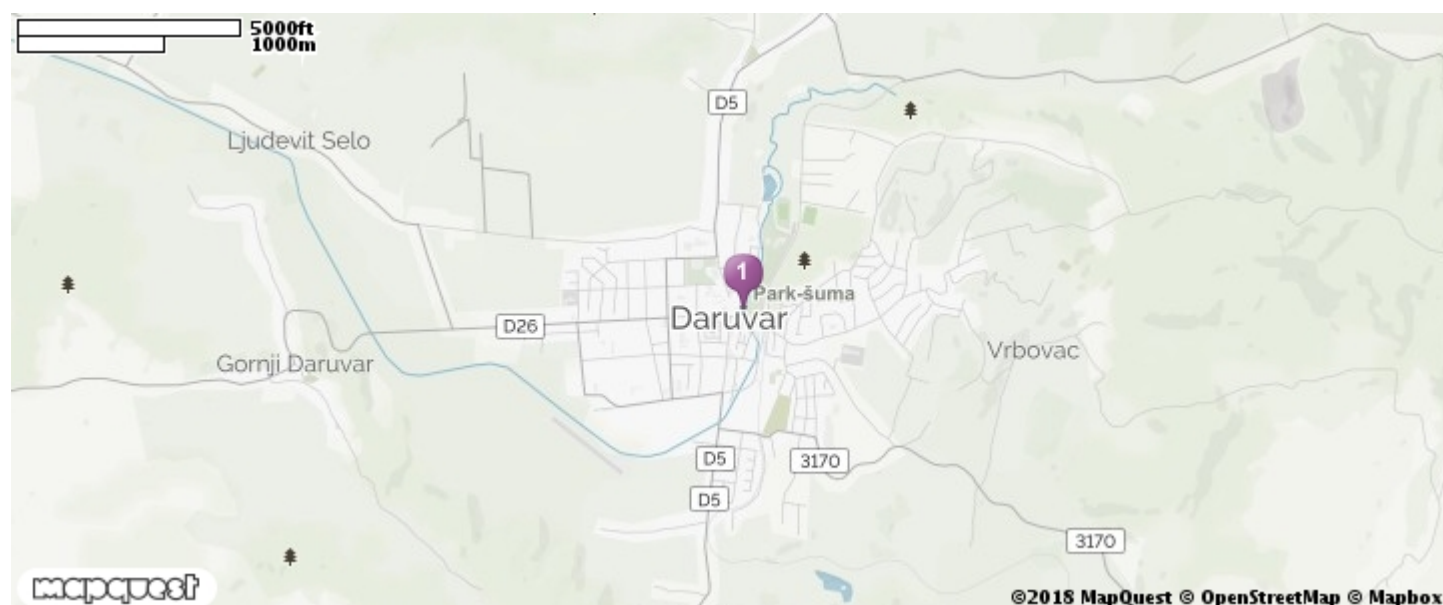 5000ft
1000m
D5
Ljudevit Selo
1
Park-šuma
Daruvar
D26
Vrbovac
Gornji Daruvar
D5
3170
D5
3170
mapquest
©2018 MapQuest © OpenStreetMap © Mapbox